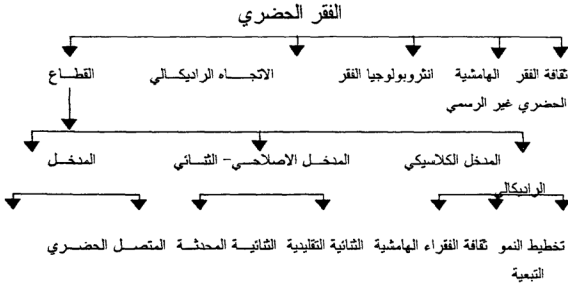 الفقر الحضري
ثقافة الفقر الهامشية انثروبولوجيا الفقر الاتجاه الراديكالي القطاع
الحضري غير الرسمي
المدخل الكلاسيكي المدخل الاصلاحي- الثنائي المدخل
الراديكالي
تخطيط النمو ثقافة الفقراء الهامشية الثنائية التقليدية الثنائية المحدثة المتصل الحضري
التبعية